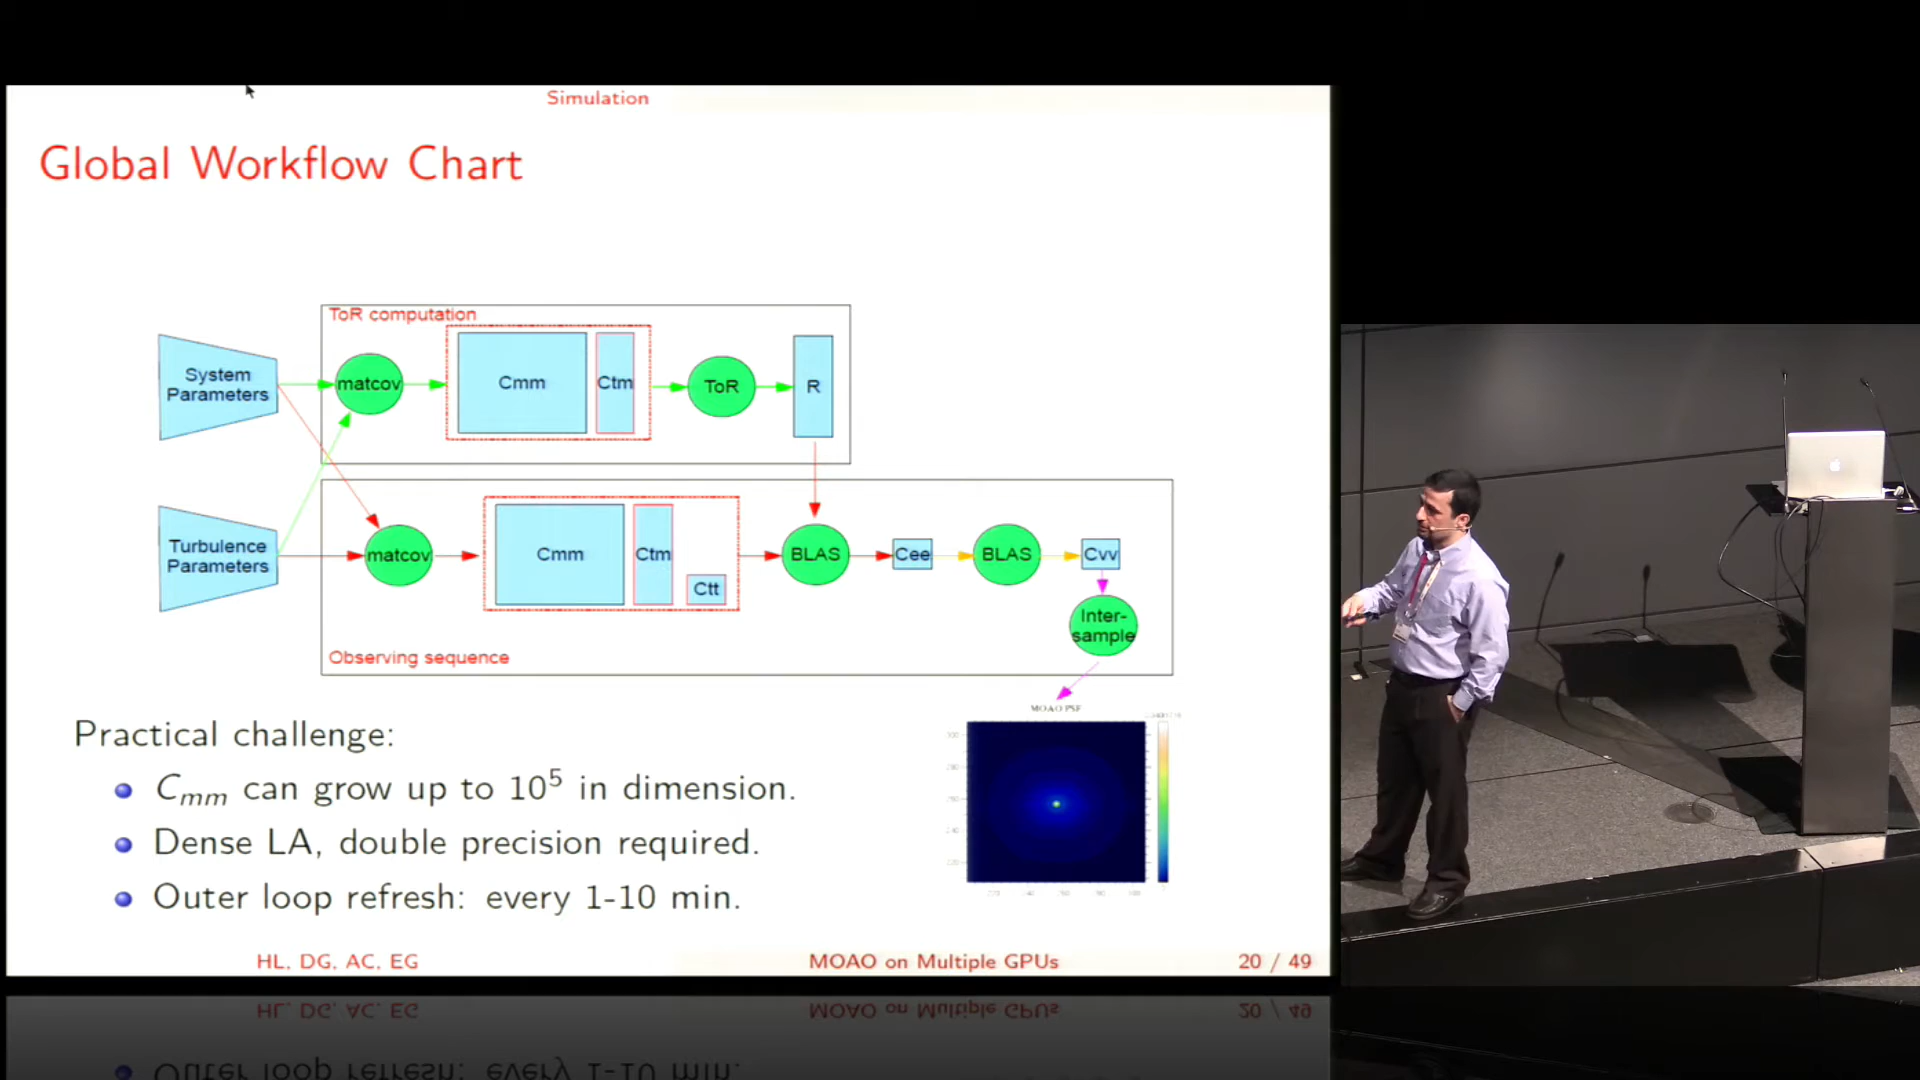 Simulation
Global Workflow Chart
ToR computation
System
Parameters
matcov
Cmm
Ctm
ToR
R
Turbulence
Parameters
matcov
Cmm
Ctm
Ctt
BLAS
Cee
BLAS
Cvv
Inter-
sample
Observing sequence
MOAO PSF
Practical challenge:
Cmm can grow up to 10⁵ in dimension.
Dense LA, double precision required.
Outer loop refresh: every 1-10 min.
HL, DG, AC, EG
MOAO on Multiple GPUs
20 / 49